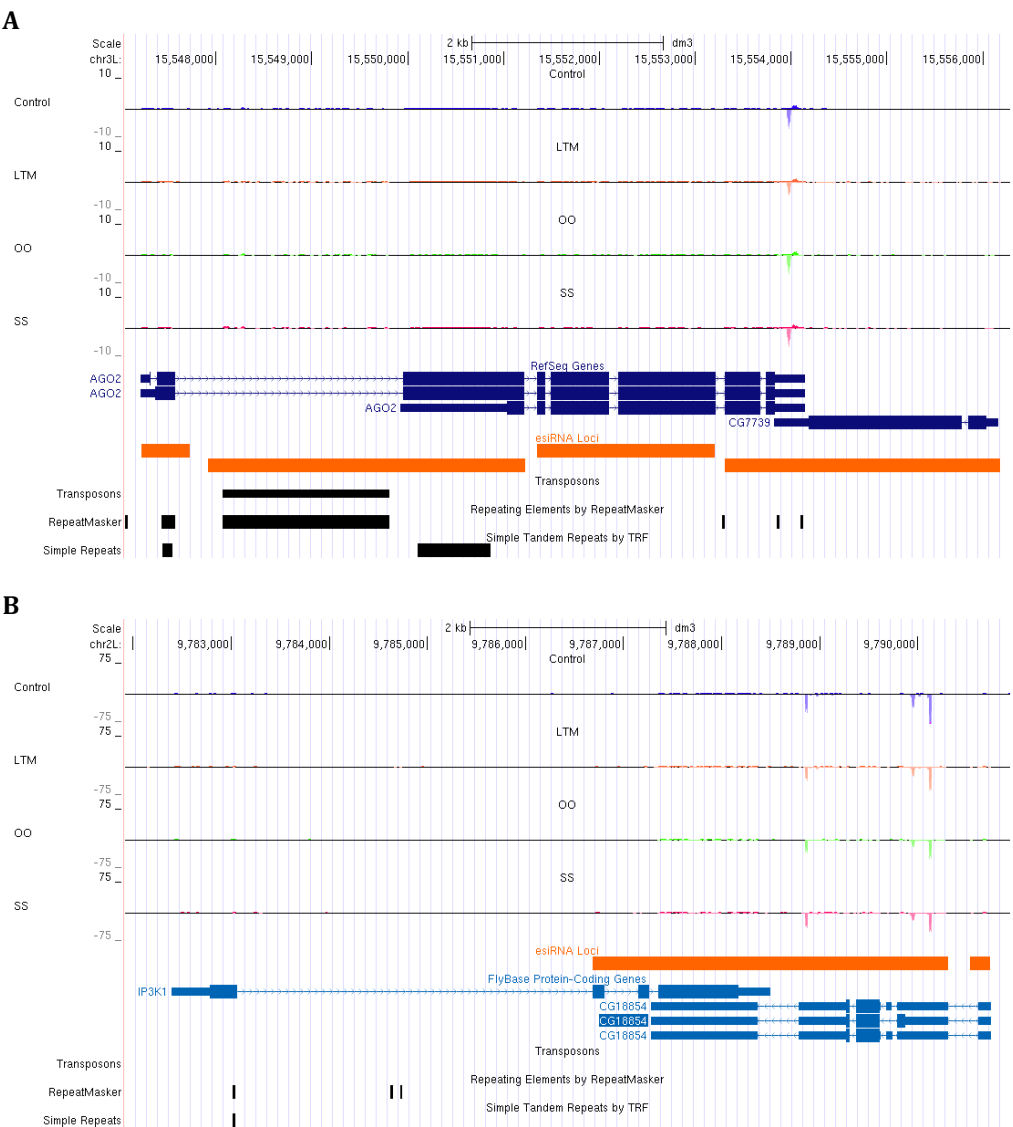 A
Scale 2 kb dm3
chr3L: 15,548,000 15,549,000 15,550,000 15,551,000 15,552,000 15,553,000 15,554,000 15,555,000 15,556,000
10 _ Control
Control
-10 _
10 _ LTM
LTM
-10 _
10 _ OO
OO
-10 _
10 _ SS
SS
-10 _
RefSeq Genes
AGO2
AGO2
AGO2
CG7739
esiRNA Loci
Transposons
Transposons
Repeating Elements by RepeatMasker
RepeatMasker
Simple Tandem Repeats by TRF
Simple Repeats
B
Scale 2 kb dm3
chr2L: 9,783,000 9,784,000 9,785,000 9,786,000 9,787,000 9,788,000 9,789,000 9,790,000
75 _ Control
Control
-75 _
75 _ LTM
LTM
-75 _
75 _ OO
OO
-75 _
75 _ SS
SS
-75 _
esiRNA Loci
FlyBase Protein-Coding Genes
IP3K1
CG18854
CG18854
CG18854
Transposons
Transposons
Repeating Elements by RepeatMasker
RepeatMasker
Simple Tandem Repeats by TRF
Simple Repeats